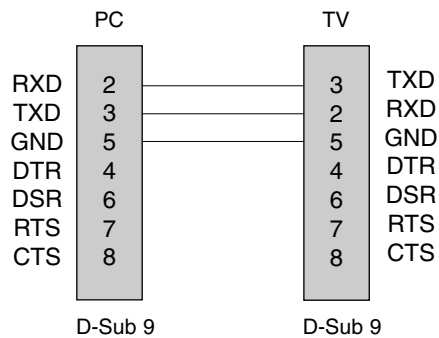 PC TV
RXD 2 3 TXD
TXD 3 2 RXD
GND 5 5 GND
DTR 4 4 DTR
DSR 6 6 DSR
RTS 7 7 RTS
CTS 8 8 CTS
D-Sub 9 D-Sub 9